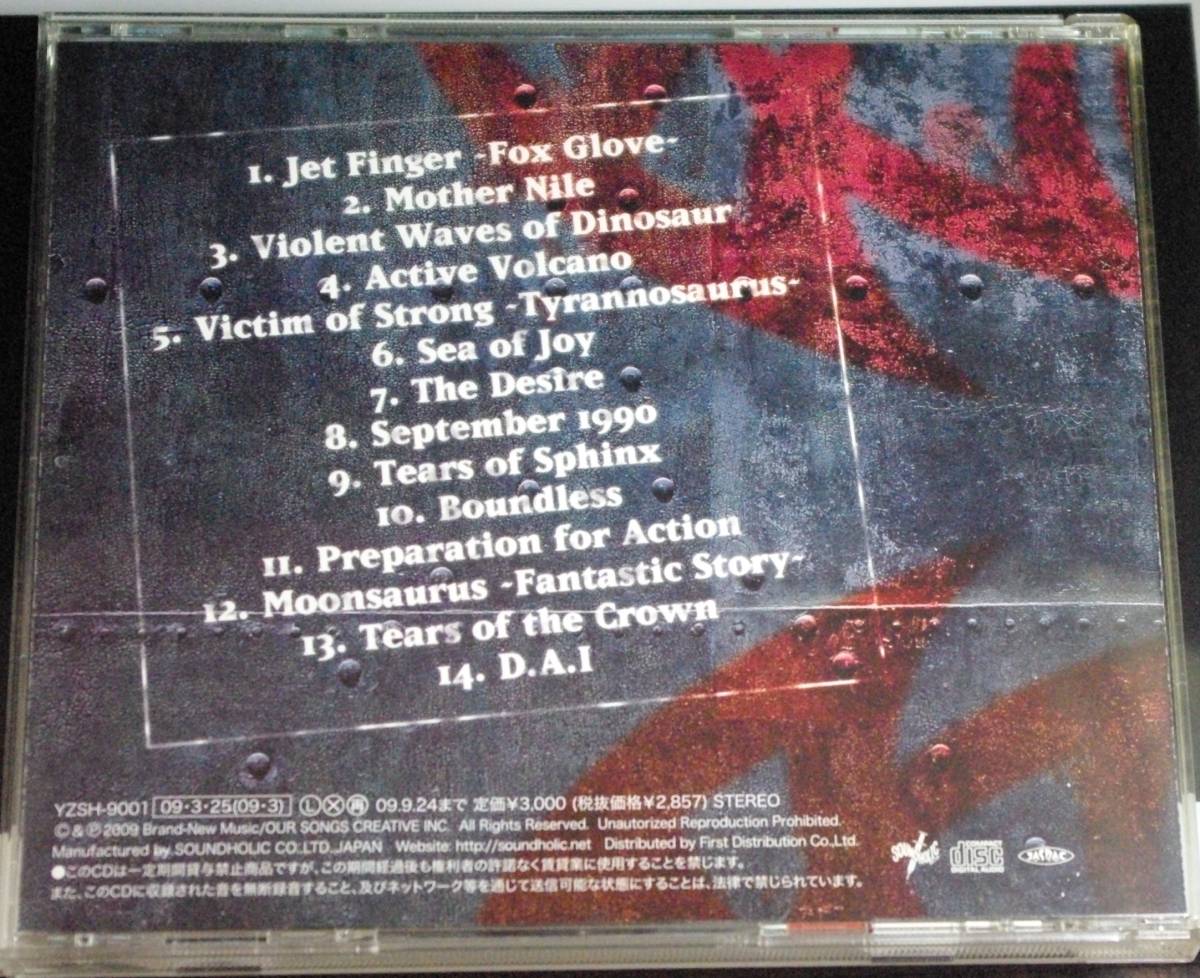 1. Jet Finger -Fox Glove-
2. Mother Nile
3. Violent Waves of Dinosaur
4. Active Volcano
5. Victim of Strong -Tyrannosaurus-
6. Sea of Joy
7. The Desire
8. September 1990
9. Tears of Sphinx
10. Boundless
11. Preparation for Action
12. Moonsaurus -Fantastic Story-
13. Tears of the Crown
14. D.A.I
YZSH-9001 09・3・25(09・3) Ⓛ Ⓧ 再 09.9.24まで 定価¥3,000 (税抜価格¥2,857) STEREO
©&℗2009 Brand-New Music/OUR SONGS CREATIVE INC. All Rights Reserved. Unautorized Reproduction Prohibited.
Manufactured by SOUNDHOLIC CO.,LTD.,JAPAN Website: http://soundholic.net Distributed by First Distribution Co.,Ltd.
●このCDは一定期間貸与禁止商品ですが、この期間経過後も権利者の許諾なく賃貸業に使用することを禁じます。
また、このCDに収録された音を無断録音すること、及びネットワーク等を通じて送信可能な状態にすることは、法律で禁じられています。
SOUNDHOLIC
COMPACT disc DIGITAL AUDIO
JASRAC